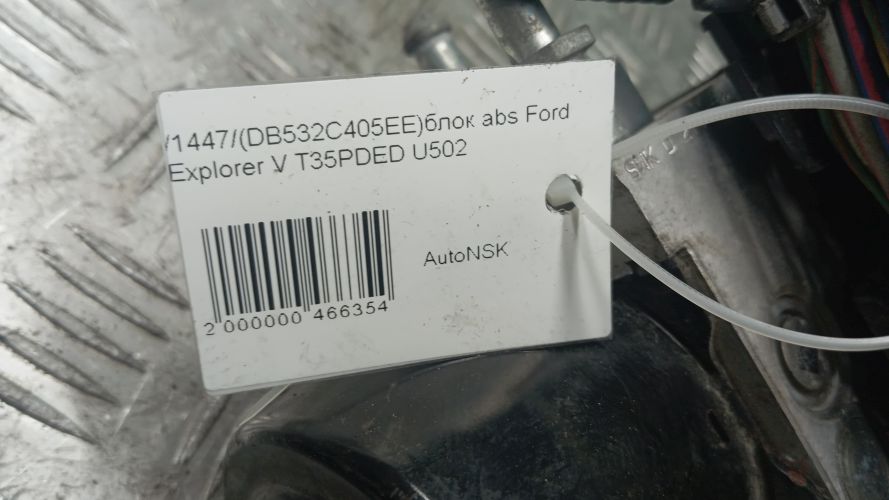 /1447/(DB532C405EE)блок abs Ford
Explorer V T35PDED U502
AutoNSK
2 000000 466354